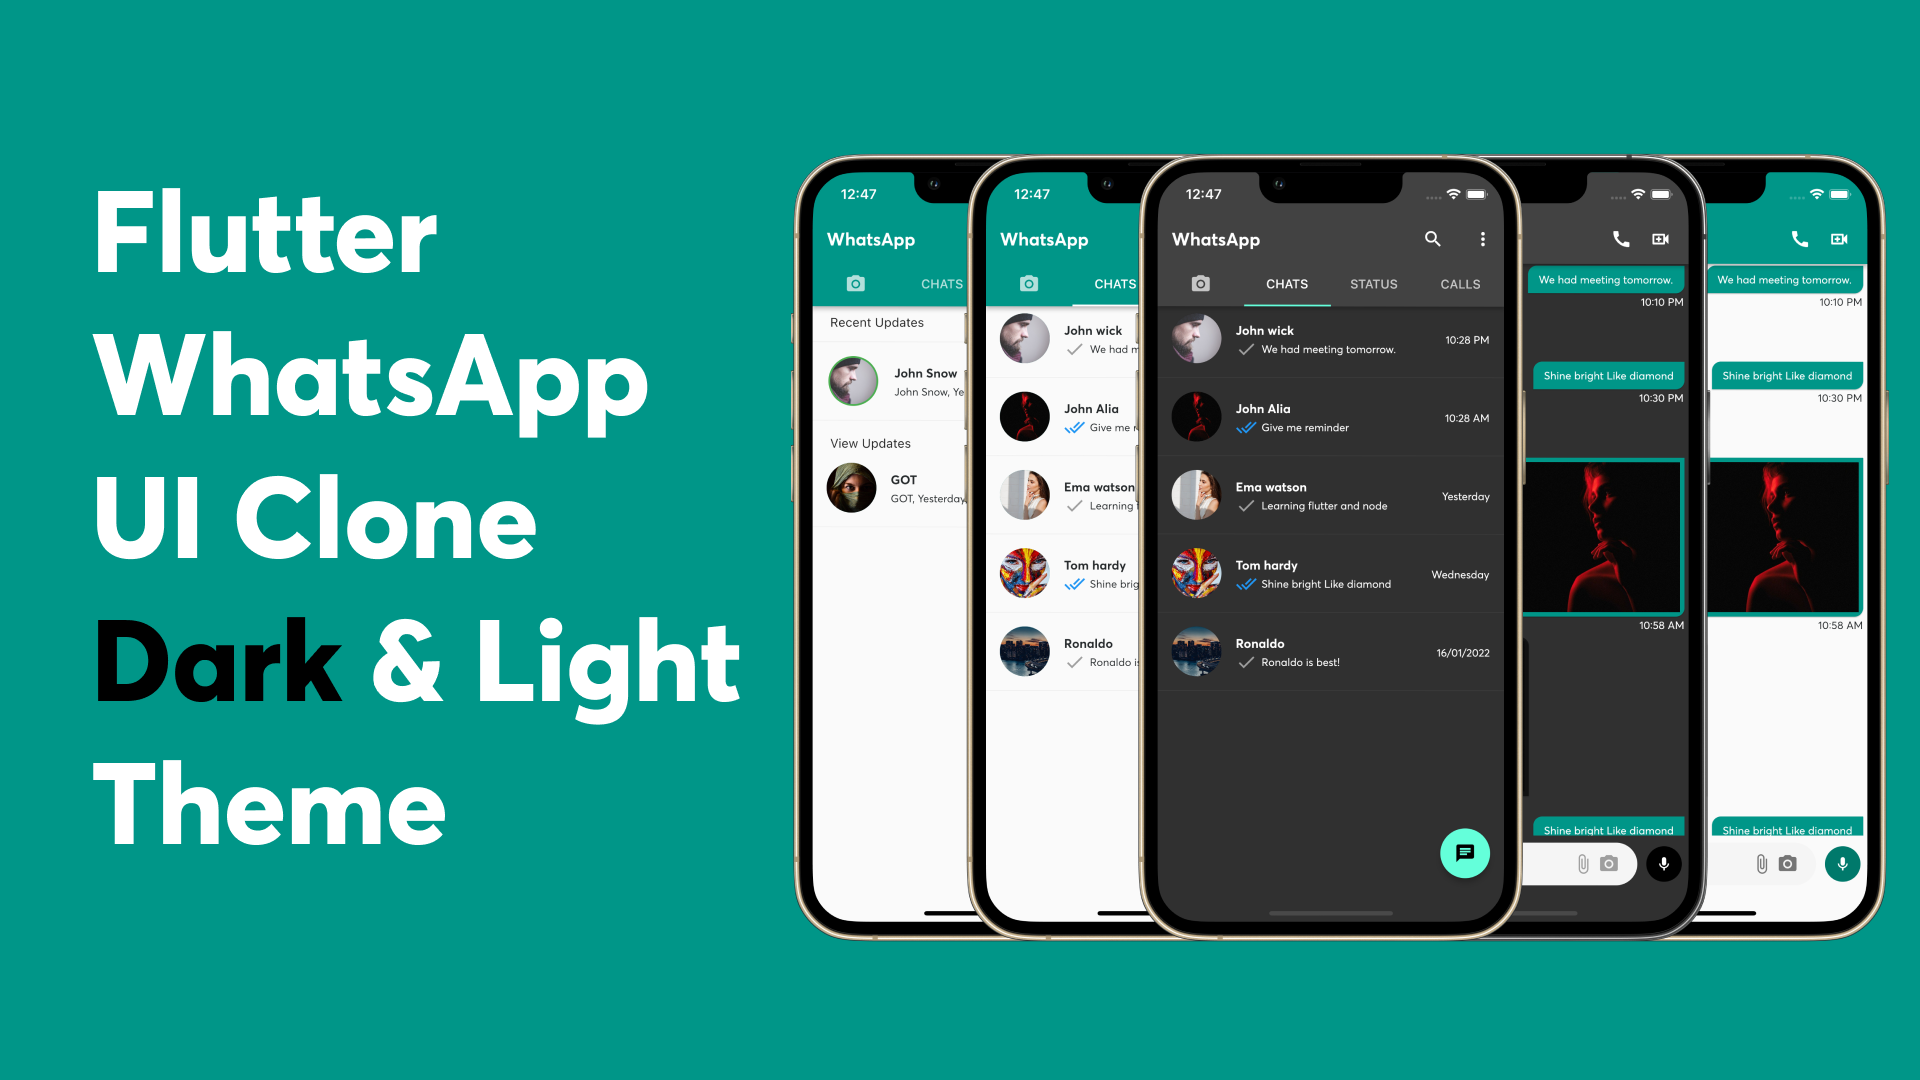 Flutter
WhatsApp
UI Clone
Dark & Light
Theme
12:47
WhatsApp
CHATS
Recent Updates
John Snow
John Snow, Ye
View Updates
GOT
GOT, Yesterday,
12:47
WhatsApp
CHATS
John wick
We had m
John Alia
Give me r
Ema watson
Learning f
Tom hardy
Shine brig
Ronaldo
Ronaldo is
12:47
WhatsApp
CHATS STATUS CALLS
John wick
We had meeting tomorrow.
10:28 PM
John Alia
Give me reminder
10:28 AM
Ema watson
Learning flutter and node
Yesterday
Tom hardy
Shine bright Like diamond
Wednesday
Ronaldo
Ronaldo is best!
16/01/2022
We had meeting tomorrow.
10:10 PM
Shine bright Like diamond
10:30 PM
10:58 AM
Shine bright Like diamond
We had meeting tomorrow.
10:10 PM
Shine bright Like diamond
10:30 PM
10:58 AM
Shine bright Like diamond